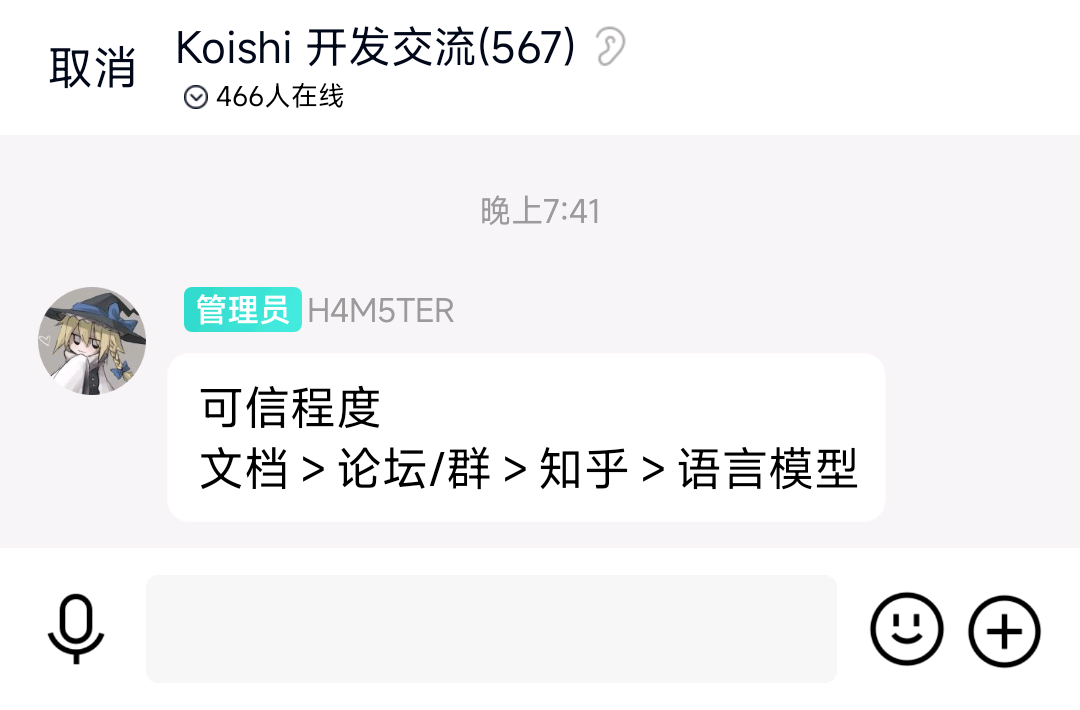 取消
Koishi 开发交流(567)
466人在线
晚上7:41
管理员 H4M5TER
可信程度
文档 > 论坛/群 > 知乎 > 语言模型